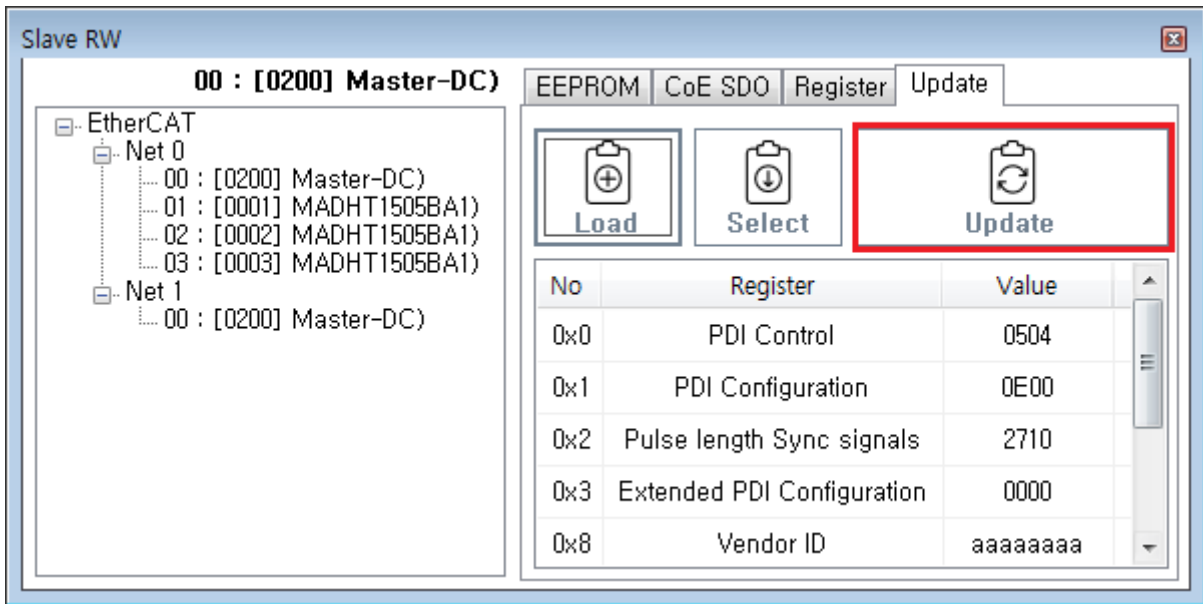 Slave RW
00 : [0200] Master-DC)
EtherCAT
Net 0
00 : [0200] Master-DC)
01 : [0001] MADHT1505BA1)
02 : [0002] MADHT1505BA1)
03 : [0003] MADHT1505BA1)
Net 1
00 : [0200] Master-DC)
EEPROM CoE SDO Register Update
Load Select Update
No Register Value
0x0 PDI Control 0504
0x1 PDI Configuration 0E00
0x2 Pulse length Sync signals 2710
0x3 Extended PDI Configuration 0000
0x8 Vendor ID aaaaaaaa